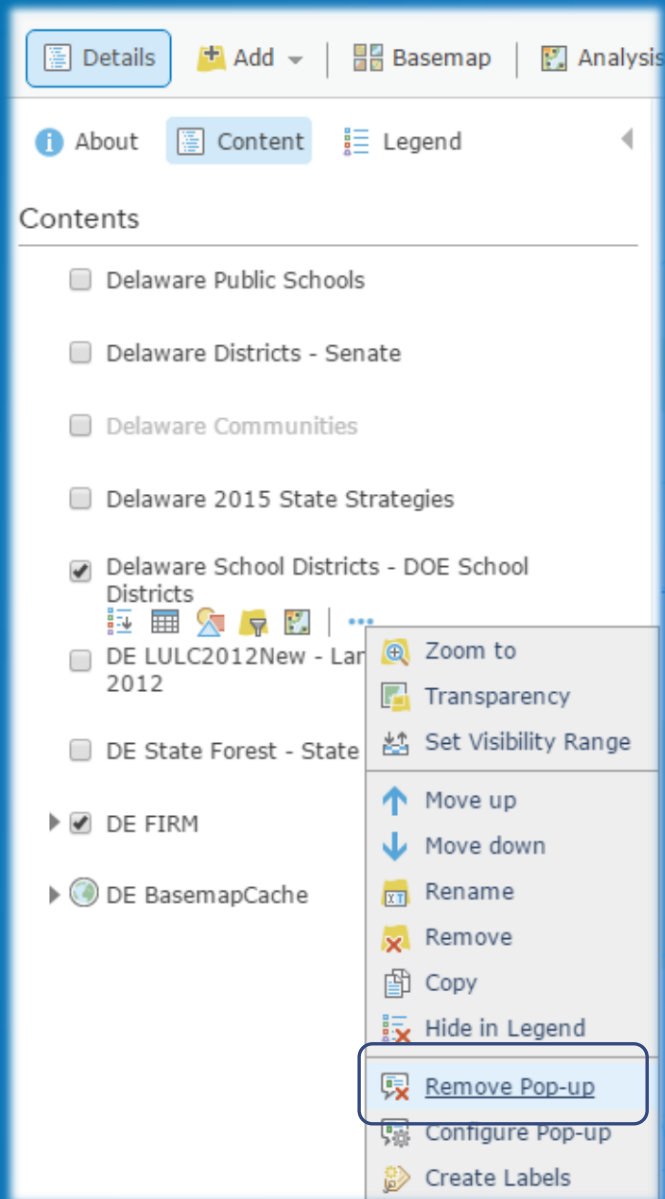 Details Add Basemap Analysis
About Content Legend
Contents
Delaware Public Schools
Delaware Districts - Senate
Delaware Communities
Delaware 2015 State Strategies
Delaware School Districts - DOE School
Districts
DE LULC2012New - Lar
2012
DE State Forest - State
DE FIRM
DE BasemapCache
Zoom to
Transparency
Set Visibility Range
Move up
Move down
Rename
Remove
Copy
Hide in Legend
Remove Pop-up
Configure Pop-up
Create Labels